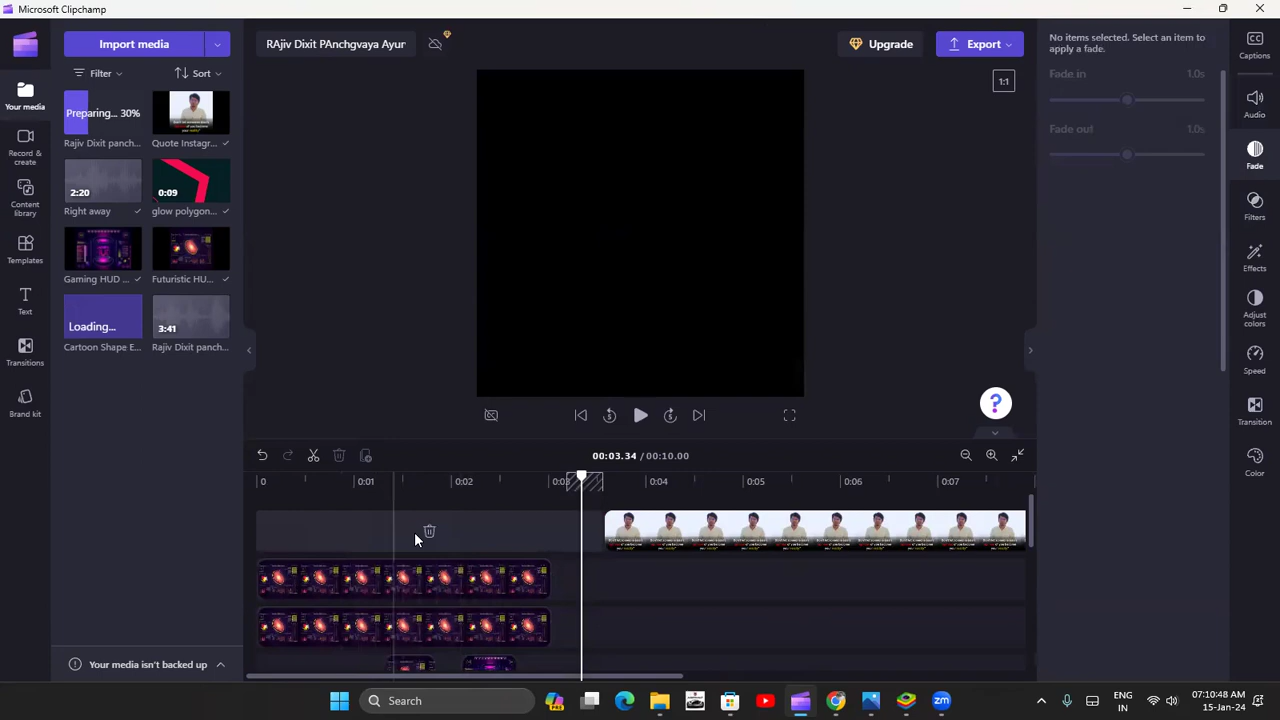 Microsoft Clipchamp
Import media
RAjiv Dixit PAnchgvaya Ayur
Upgrade
Export
No items selected. Select an item to
apply a fade.
Captions
Filter
Sort
Fade in 1.0s
1:1
Your media
Preparing... 30%
Audio
Rajiv Dixit panch...
Quote Instagr...
Fade out 1.0s
Record &
create
Fade
2:20
0:09
Content
library
Right away
glow polygon...
Filters
Templates
Gaming HUD ...
Futuristic HU...
Effects
Text
Loading...
3:41
Adjust
colors
Cartoon Shape E...
Rajiv Dixit panch...
Transitions
Speed
Brand kit
?
Transition
00:03.34 / 00:10.00
Color
0
0:01
0:02
0:03
0:04
0:05
0:06
0:07
Your media isn't backed up
Search
PRE
ENG
IN
07:10:48 AM
15-Jan-24